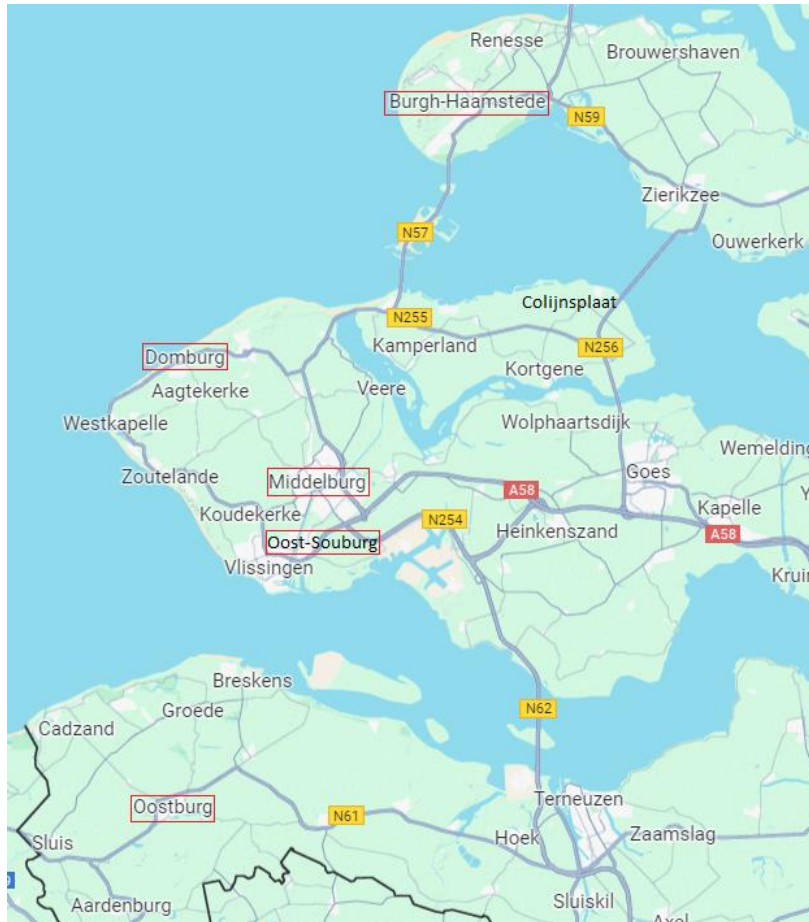 Renesse
Brouwershaven
Burgh-Haamstede
N59
Zierikzee
N57
Ouwerkerk
Colijnsplaat
N255
Kamperland
N256
Domburg
Kortgene
Aagtekerke
Veere
Westkapelle
Wolphaartsdijk
Wemelding
Zoutelande
Middelburg
Goes
A58
Y
Koudekerke
N254
Kapelle
Heinkenszand
A58
Oost-Souburg
Vlissingen
Kruin
Breskens
Groede
N62
Cadzand
Oostburg
Terneuzen
N61
Hoek
Zaamslag
Sluis
9
Aardenburg
Sluiskil
Axel